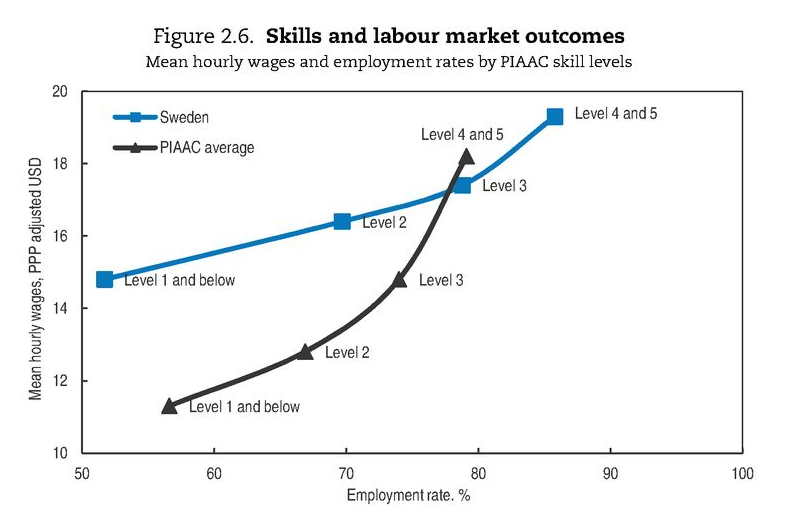 Figure 2.6. Skills and labour market outcomes
Mean hourly wages and employment rates by PIAAC skill levels
Mean hourly wages, PPP adjusted USD
20
18
16
14
12
10
Sweden
PIAAC average
Level 4 and 5
Level 4 and 5
Level 3
Level 2
Level 1 and below
Level 3
Level 2
Level 1 and below
50
60
70
80
90
100
Employment rate. %